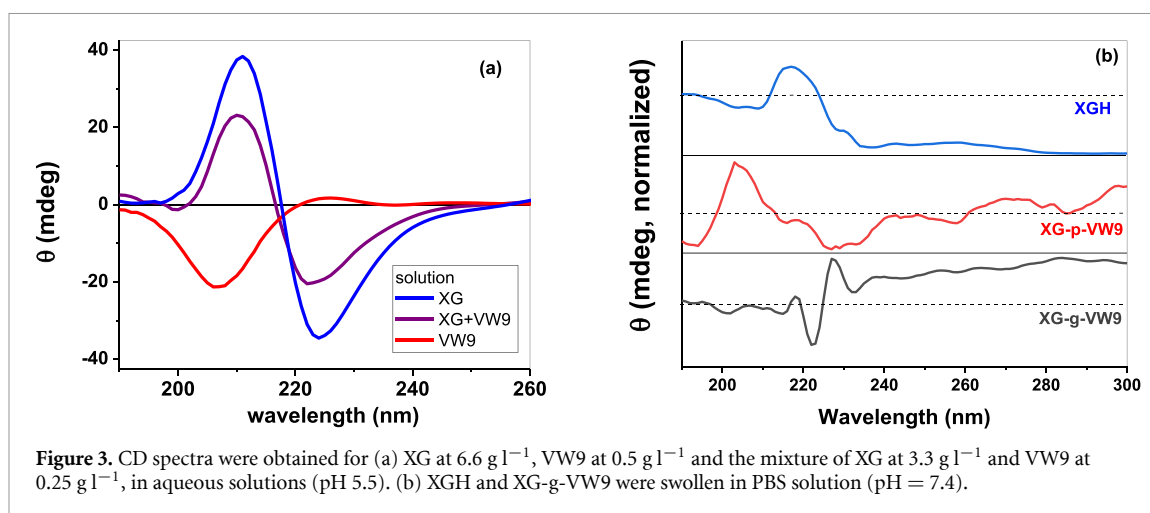 (a)
θ (mdeg)
40
20
0
-20
-40
solution
XG
XG+VW9
VW9
200
220
240
260
wavelength (nm)
(b)
θ (mdeg, normalized)
XGH
XG-p-VW9
XG-g-VW9
200
220
240
260
280
300
Wavelength (nm)
Figure 3. CD spectra were obtained for (a) XG at 6.6 g l⁻¹, VW9 at 0.5 g l⁻¹ and the mixture of XG at 3.3 g l⁻¹ and VW9 at
0.25 g l⁻¹, in aqueous solutions (pH 5.5). (b) XGH and XG-g-VW9 were swollen in PBS solution (pH = 7.4).